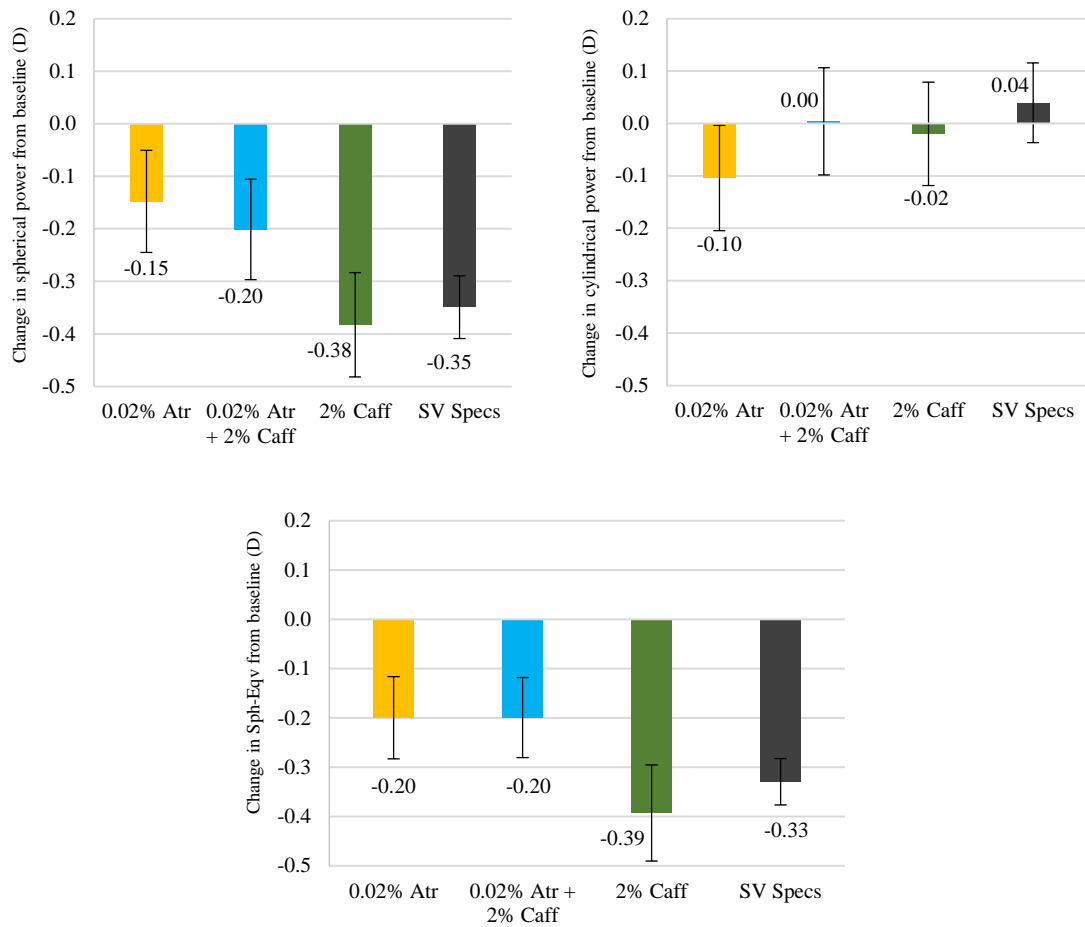 Change in spherical power from baseline (D)
0.2
0.1
0.0
-0.1
-0.2
-0.3
-0.4
-0.5
-0.15
-0.20
-0.38
-0.35
0.02% Atr
0.02% Atr
+ 2% Caff
2% Caff
SV Specs
Change in cylindrical power from baseline (D)
0.2
0.1
0.0
-0.1
-0.2
-0.3
-0.4
-0.5
-0.10
0.00
-0.02
0.04
0.02% Atr
0.02% Atr
+ 2% Caff
2% Caff
SV Specs
Change in Sph-Eqv from baseline (D)
0.2
0.1
0.0
-0.1
-0.2
-0.3
-0.4
-0.5
-0.20
-0.20
-0.39
-0.33
0.02% Atr
0.02% Atr +
2% Caff
2% Caff
SV Specs